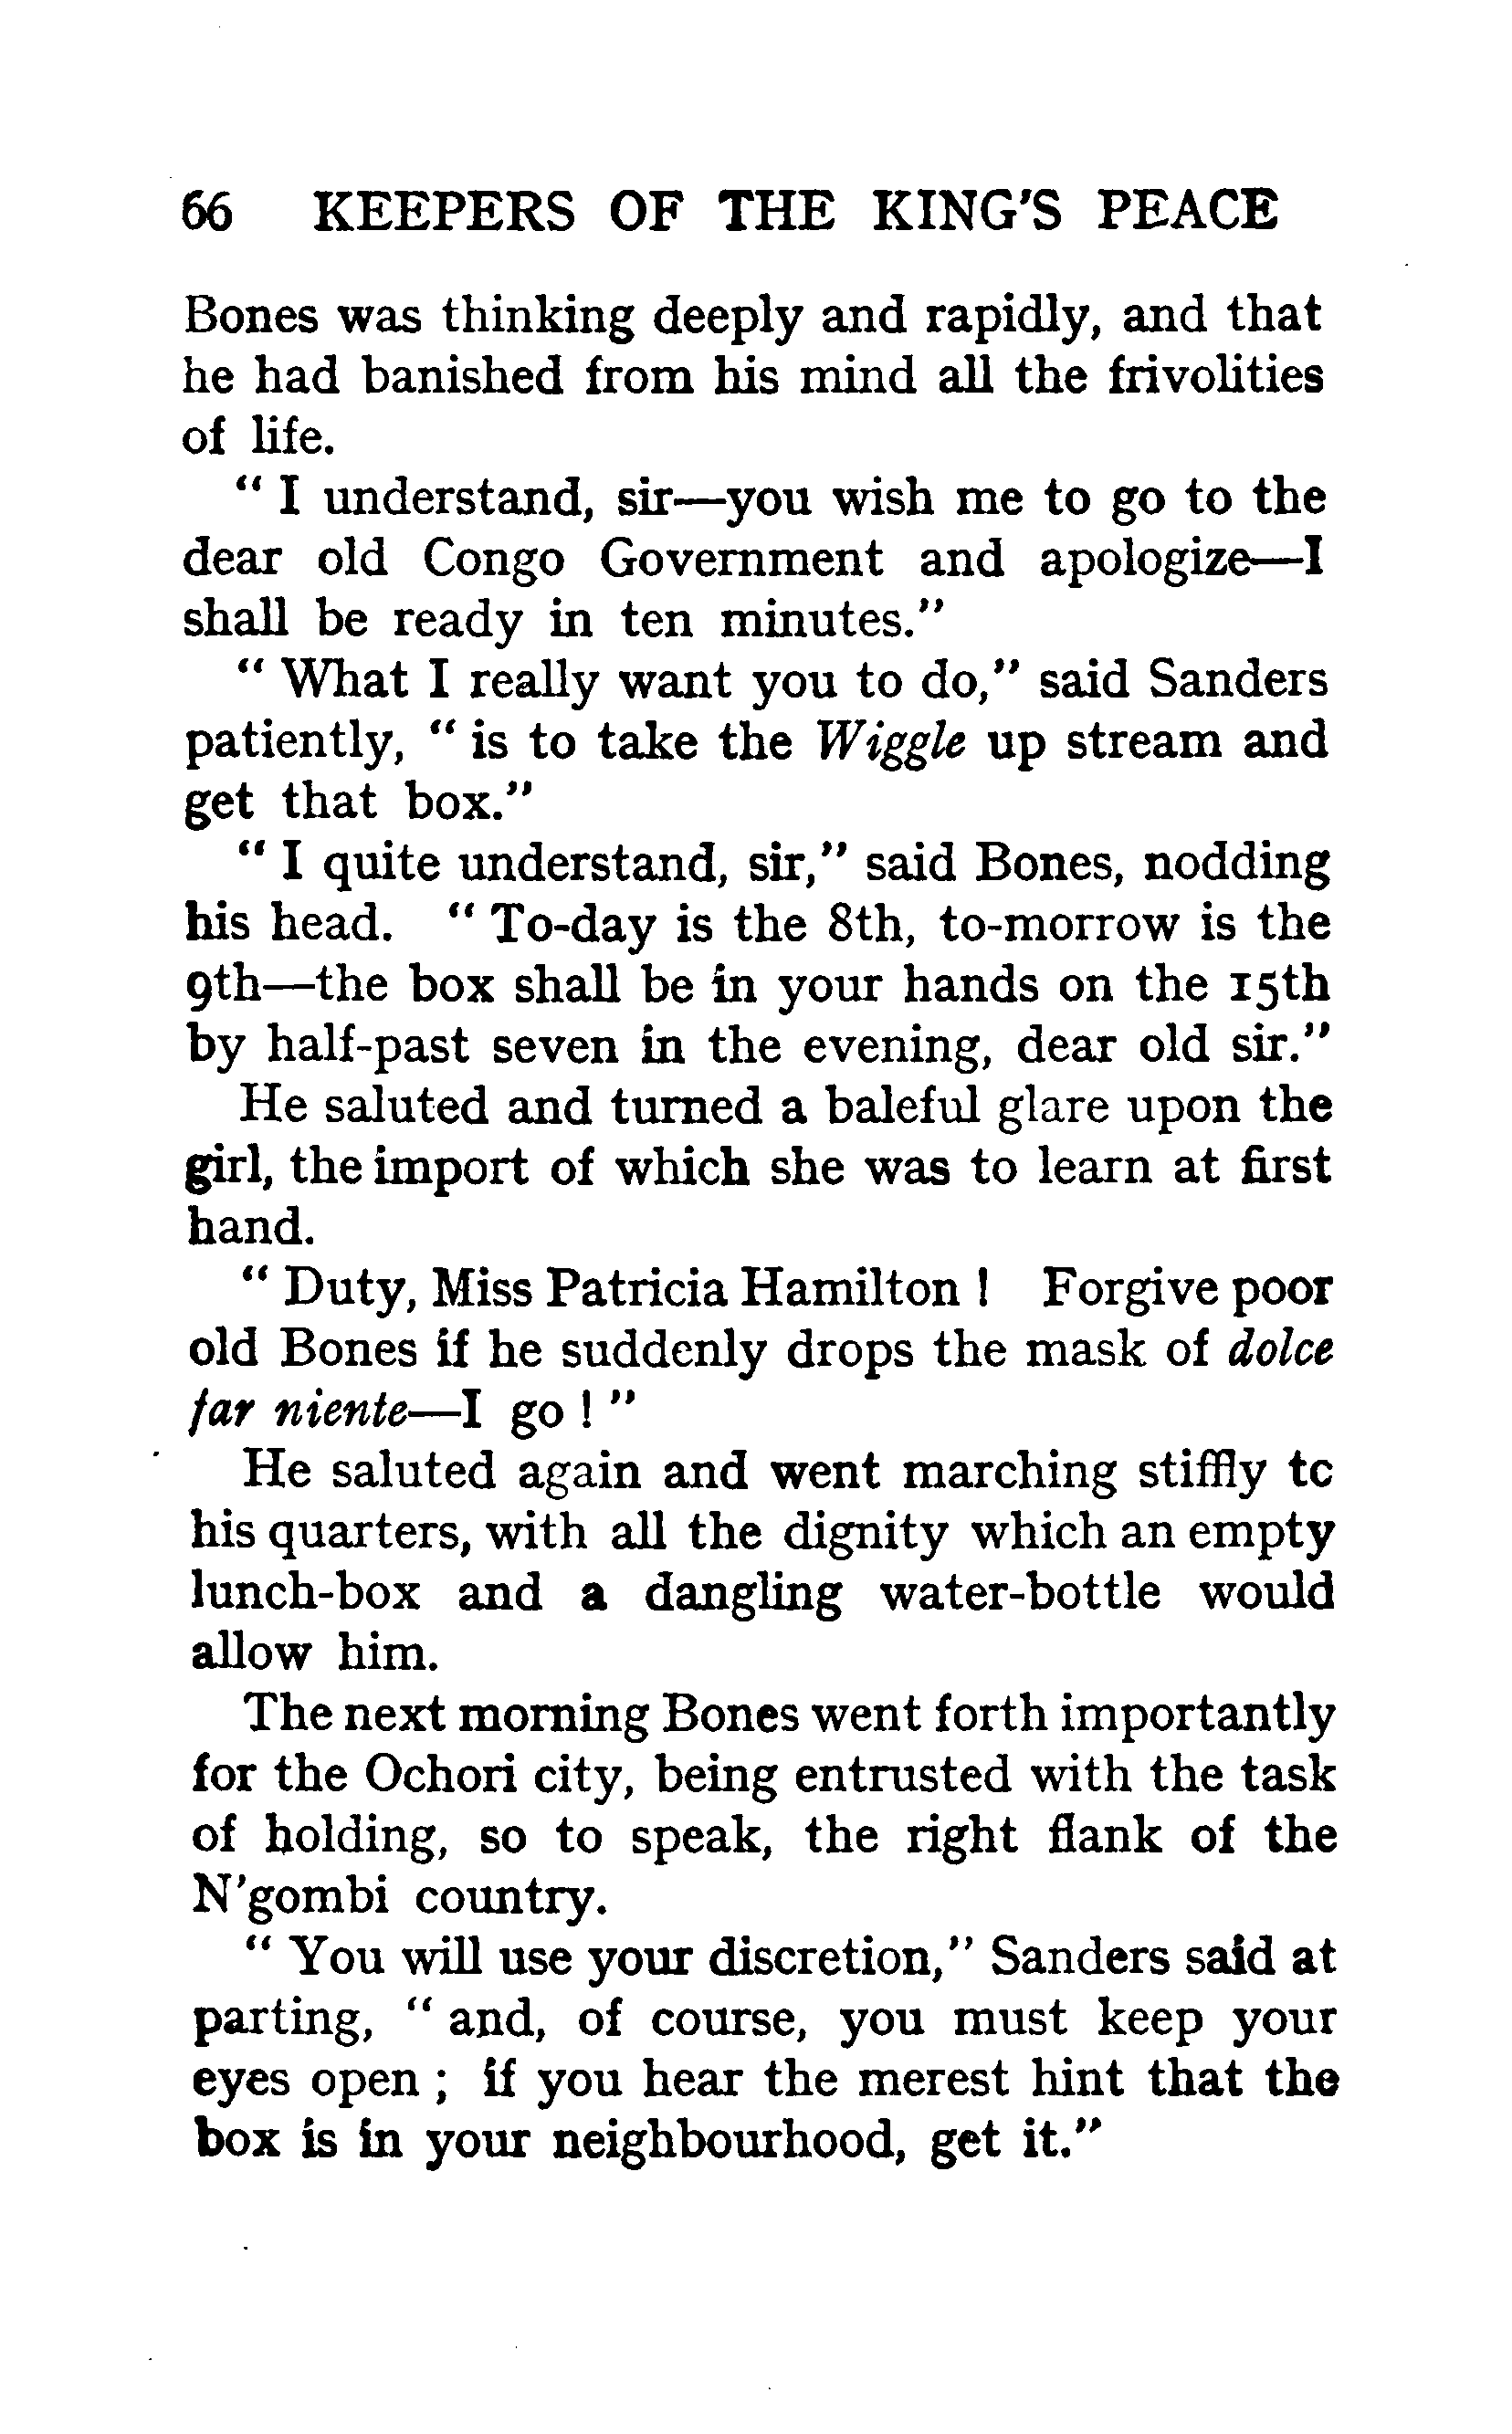 66 KEEPERS OF THE KING'S PEACE
Bones was thinking deeply and rapidly, and that
he had banished from his mind all the frivolities
of life.
" I understand, sir—you wish me to go to the
dear old Congo Government and apologize—I
shall be ready in ten minutes."
" What I really want you to do," said Sanders
patiently, " is to take the Wiggle up stream and
get that box."
" I quite understand, sir," said Bones, nodding
his head. " To-day is the 8th, to-morrow is the
9th—the box shall be in your hands on the 15th
by half-past seven in the evening, dear old sir."
He saluted and turned a baleful glare upon the
girl, the import of which she was to learn at first
hand.
" Duty, Miss Patricia Hamilton ! Forgive poor
old Bones if he suddenly drops the mask of dolce
far niente—I go ! "
He saluted again and went marching stiffly to
his quarters, with all the dignity which an empty
lunch-box and a dangling water-bottle would
allow him.
The next morning Bones went forth importantly
for the Ochori city, being entrusted with the task
of holding, so to speak, the right flank of the
N'gombi country.
" You will use your discretion," Sanders said at
parting, " and, of course, you must keep your
eyes open ; if you hear the merest hint that the
box is in your neighbourhood, get it."